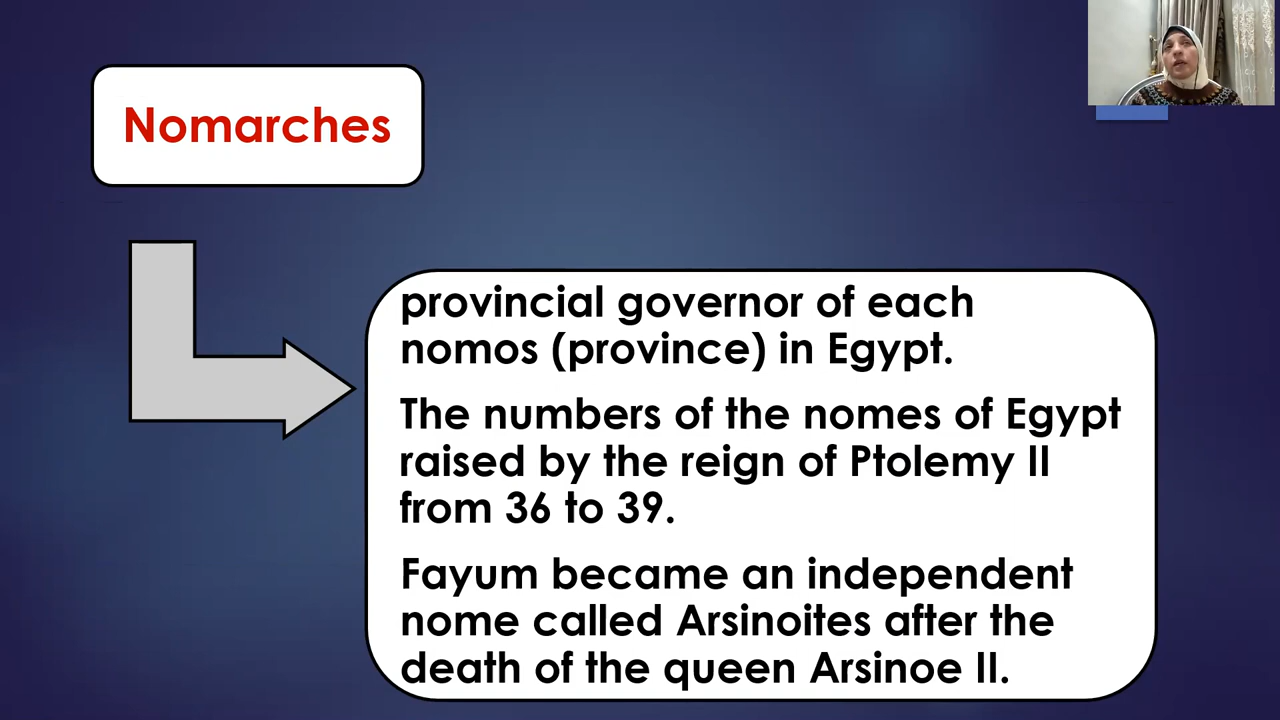 Nomarches
provincial governor of each
nomos (province) in Egypt.
The numbers of the nomes of Egypt
raised by the reign of Ptolemy II
from 36 to 39.
Fayum became an independent
nome called Arsinoites after the
death of the queen Arsinoe II.